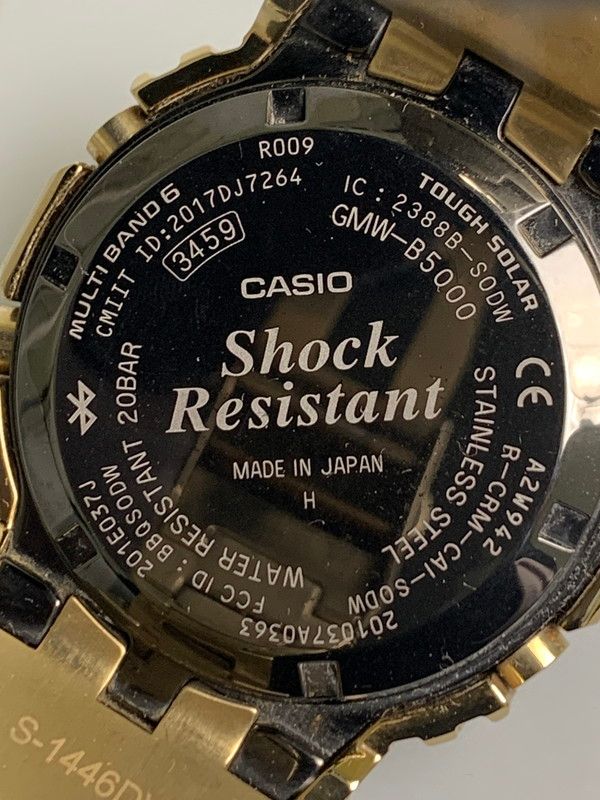 R009
MULTI BAND 6
TOUGH SOLAR
CMIIT ID:2017DJ7264
IC : 2388B-SODW
3459
GMW-B5000
CASIO
Shock
Resistant
MADE IN JAPAN
H
CE
A2W942
R-CRM-CAI-SODW
STAINLESS STEEL
WATER RESISTANT 20BAR
FCC ID : BBQSODW
201E037J
201037A0363